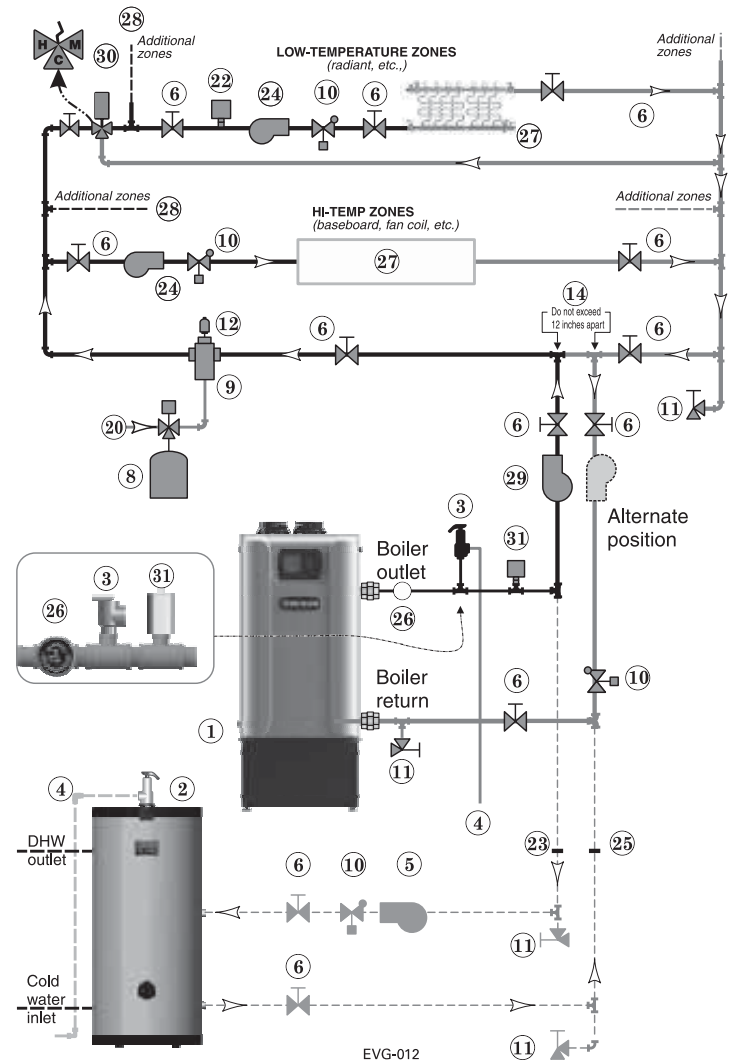 28
Additional
zones
Additional
zones
H M
C
30
LOW-TEMPERATURE ZONES
(radiant, etc.,)
22
6
24
10
6
6
27
Additional zones
28
HI-TEMP ZONES
(baseboard, fan coil, etc.)
Additional zones
6
10
27
6
24
14
Do not exceed
12 inches apart
12
6
6
9
11
20
6
6
8
29
3
Alternate
position
31
Boiler
outlet
3
31
26
26
Boiler
return
6
10
1
11
4
4
2
DHW
outlet
23
25
6
10
5
11
6
Cold
water
inlet
11
EVG-012